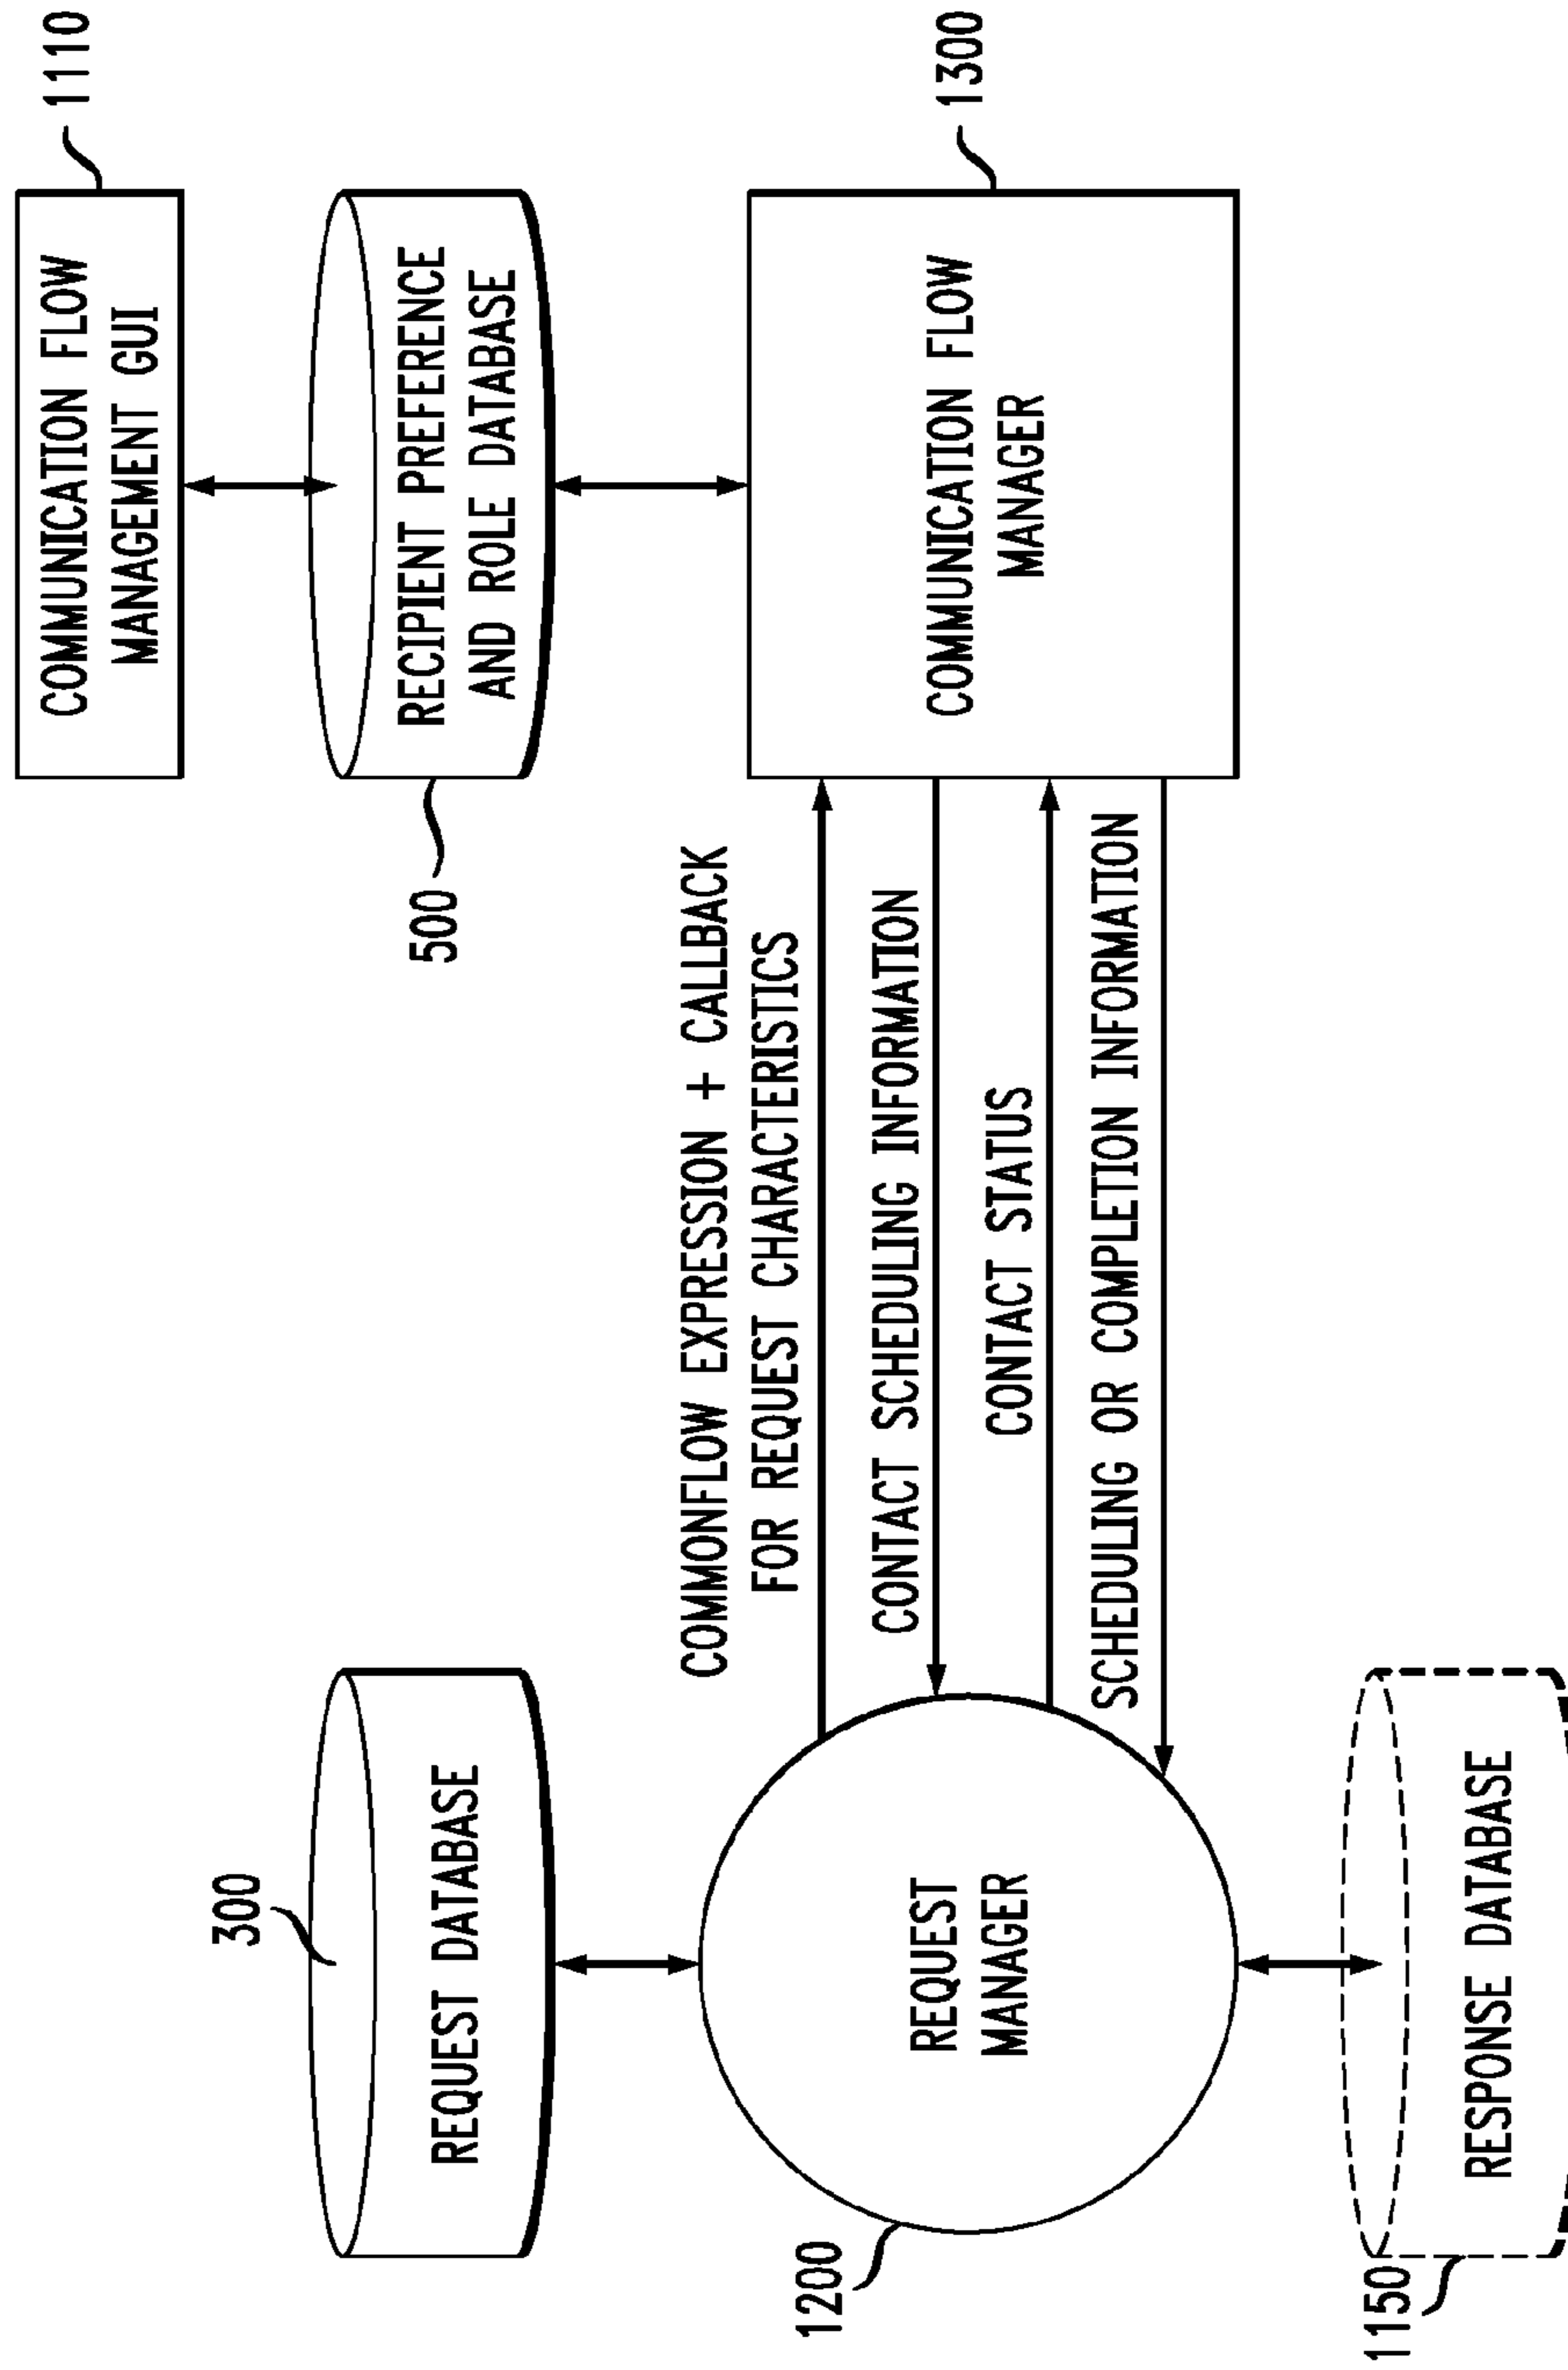 COMMUNICATION FLOW
MANAGEMENT GUI
1110
300
REQUEST DATABASE
500
RECIPIENT PREFERENCE
AND ROLE DATABASE
COMMONFLOW EXPRESSION + CALLBACK
FOR REQUEST CHARACTERISTICS
CONTACT SCHEDULING INFORMATION
CONTACT STATUS
SCHEDULING OR COMPLETION INFORMATION
1200
REQUEST
MANAGER
COMMUNICATION FLOW
MANAGER
1300
1150
RESPONSE DATABASE